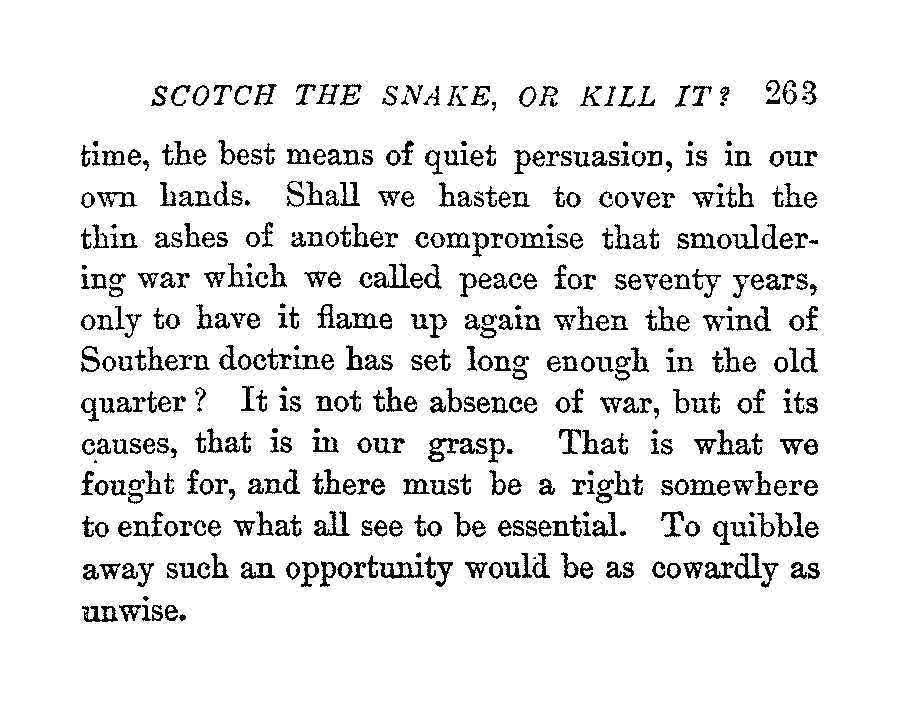 SCOTCH THE SNAKE, OR KILL IT? 263
time, the best means of quiet persuasion, is in our
own hands. Shall we hasten to cover with the
thin ashes of another compromise that smoulder-
ing war which we called peace for seventy years,
only to have it flame up again when the wind of
Southern doctrine has set long enough in the old
quarter? It is not the absence of war, but of its
causes, that is in our grasp. That is what we
fought for, and there must be a right somewhere
to enforce what all see to be essential. To quibble
away such an opportunity would be as cowardly as
unwise.